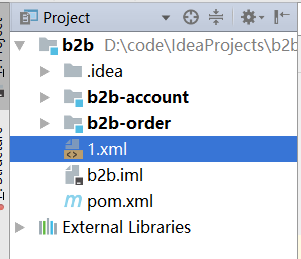 Project
b2b D:\code\IdeaProjects\b2b
.idea
b2b-account
b2b-order
1.xml
b2b.iml
pom.xml
External Libraries